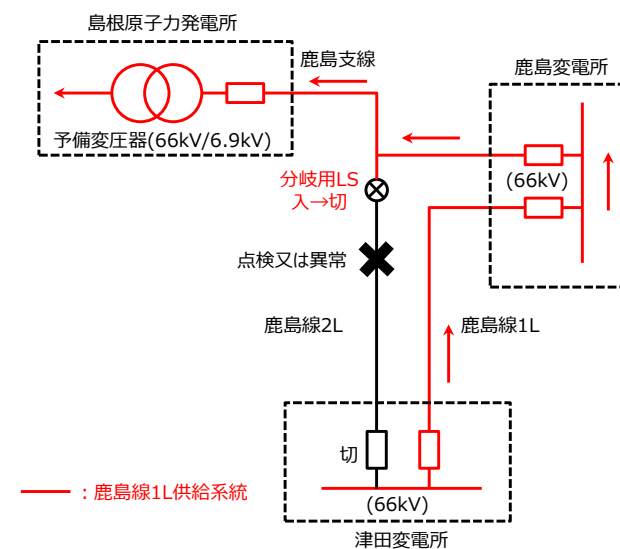 島根原子力発電所
鹿島支線
鹿島変電所
予備変圧器(66kV/6.9kV)
分岐用LS
入→切
(66kV)
点検又は異常
鹿島線2L
鹿島線1L
切
:鹿島線1L供給系統
(66kV)
津田変電所